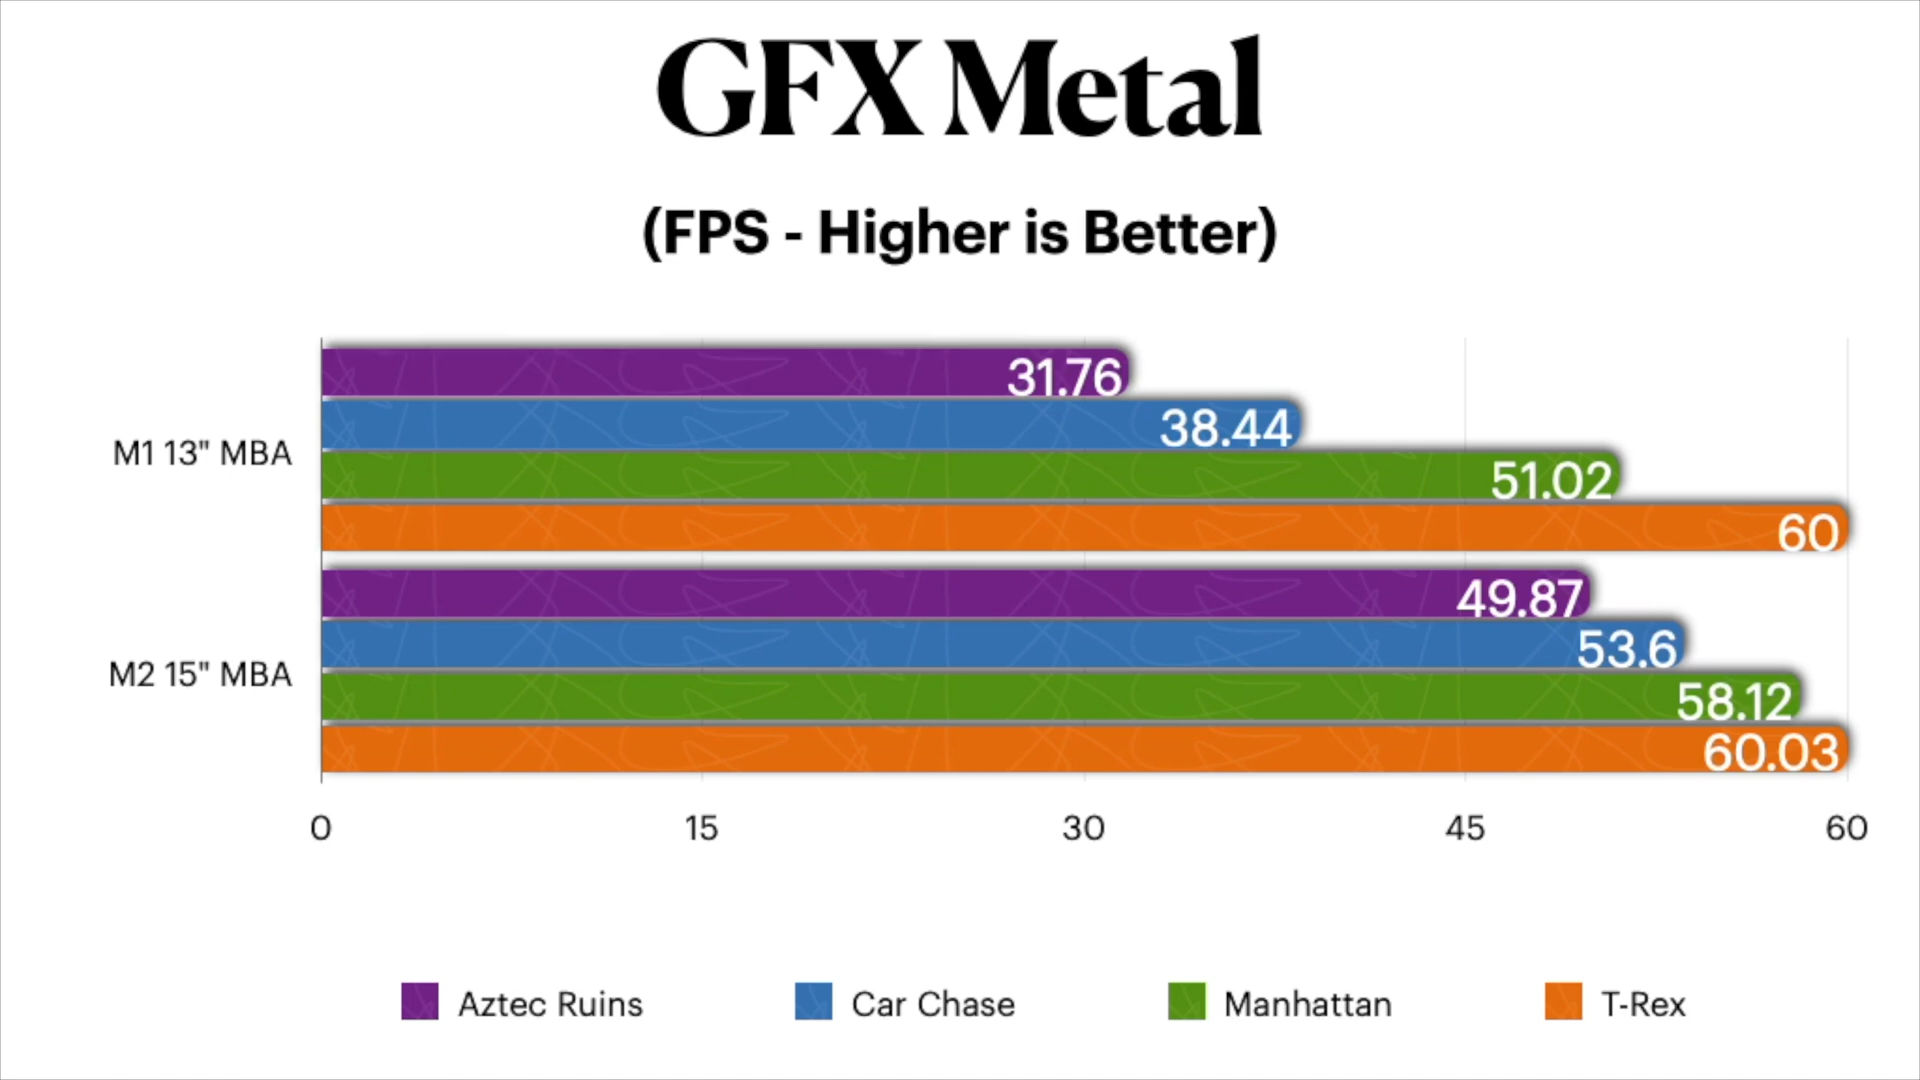 GFX Metal
(FPS - Higher is Better)
M1 13" MBA
31.76
38.44
51.02
60
M2 15" MBA
49.87
53.6
58.12
60.03
0 15 30 45 60
Aztec Ruins Car Chase Manhattan T-Rex